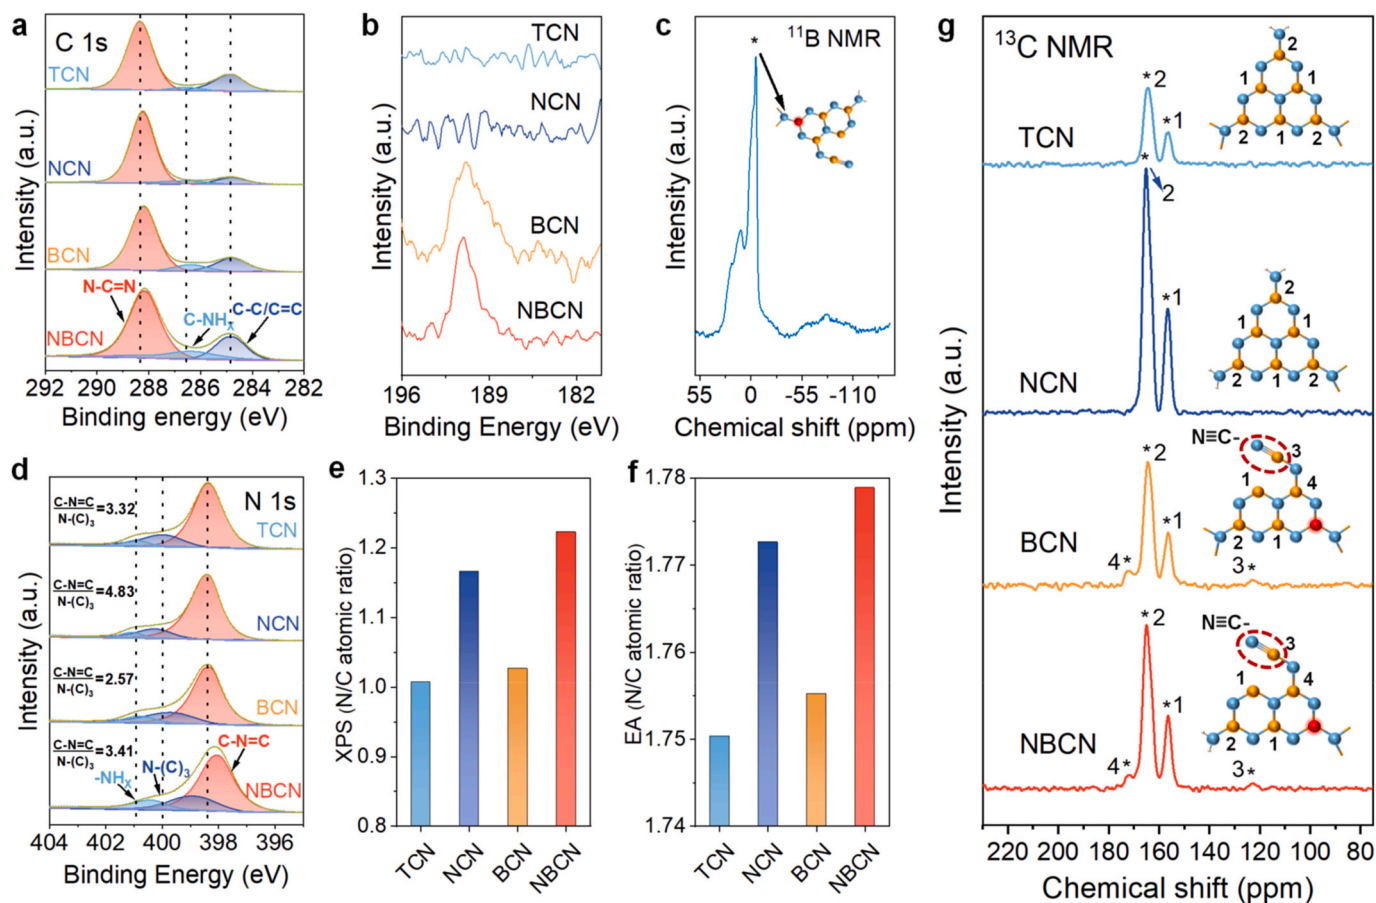 a
C 1s
TCN
NCN
BCN
N-C=N
C-NHX
C-C/C=C
NBCN
Intensity (a.u.)
292 290 288 286 284 282
Binding energy (eV)
b
TCN
NCN
BCN
NBCN
Intensity (a.u.)
196 189 182
Binding Energy (eV)
c
*
11B NMR
Intensity (a.u.)
55 0 -55 -110
Chemical shift (ppm)
d
N 1s
C-N=C
N-(C)3
=3.32
TCN
C-N=C
N-(C)3
=4.83
NCN
C-N=C
N-(C)3
=2.57
BCN
C-N=C
N-(C)3
=3.41
-NHX
N-(C)3
C-N=C
NBCN
Intensity (a.u.)
404 402 400 398 396
Binding Energy (eV)
e
1.3
1.2
1.1
1.0
0.9
0.8
XPS (N/C atomic ratio)
TCN NCN BCN NBCN
f
1.78
1.77
1.76
1.75
1.74
EA (N/C atomic ratio)
TCN NCN BCN NBCN
g
13C NMR
2
1 1
2 1 2
*2
*1
TCN
*
2
*1
2
1 1
2 1 2
NCN
N≡C-
3
1 4
2 1
*2
*1
4*
3*
BCN
N≡C-
3
1 4
2 1
*2
*1
4*
3*
NBCN
Intensity (a.u.)
220 200 180 160 140 120 100 80
Chemical shift (ppm)